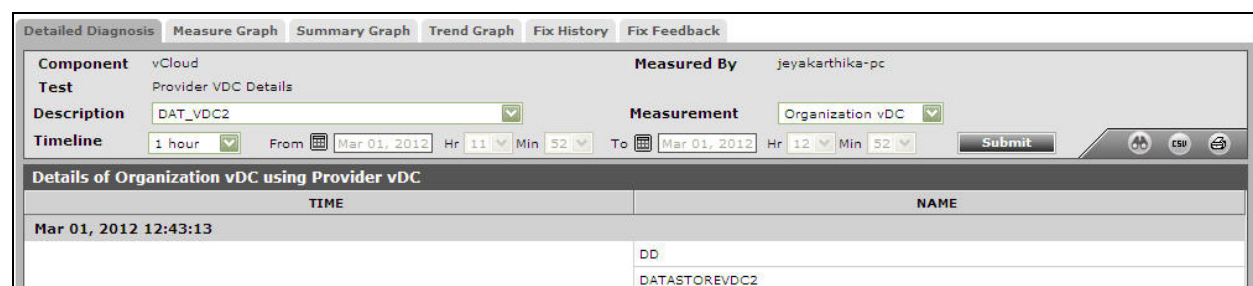 Detailed Diagnosis Measure Graph Summary Graph Trend Graph Fix History Fix Feedback
Component vCloud Measured By jeyakarthika-pc
Test Provider VDC Details
Description DAT_VDC2 Measurement Organization vDC
Timeline 1 hour From Mar 01, 2012 Hr 11 Min 52 To Mar 01, 2012 Hr 12 Min 52 Submit CSV
Details of Organization vDC using Provider vDC
TIME NAME
Mar 01, 2012 12:43:13
DD
DATASTOREVDC2